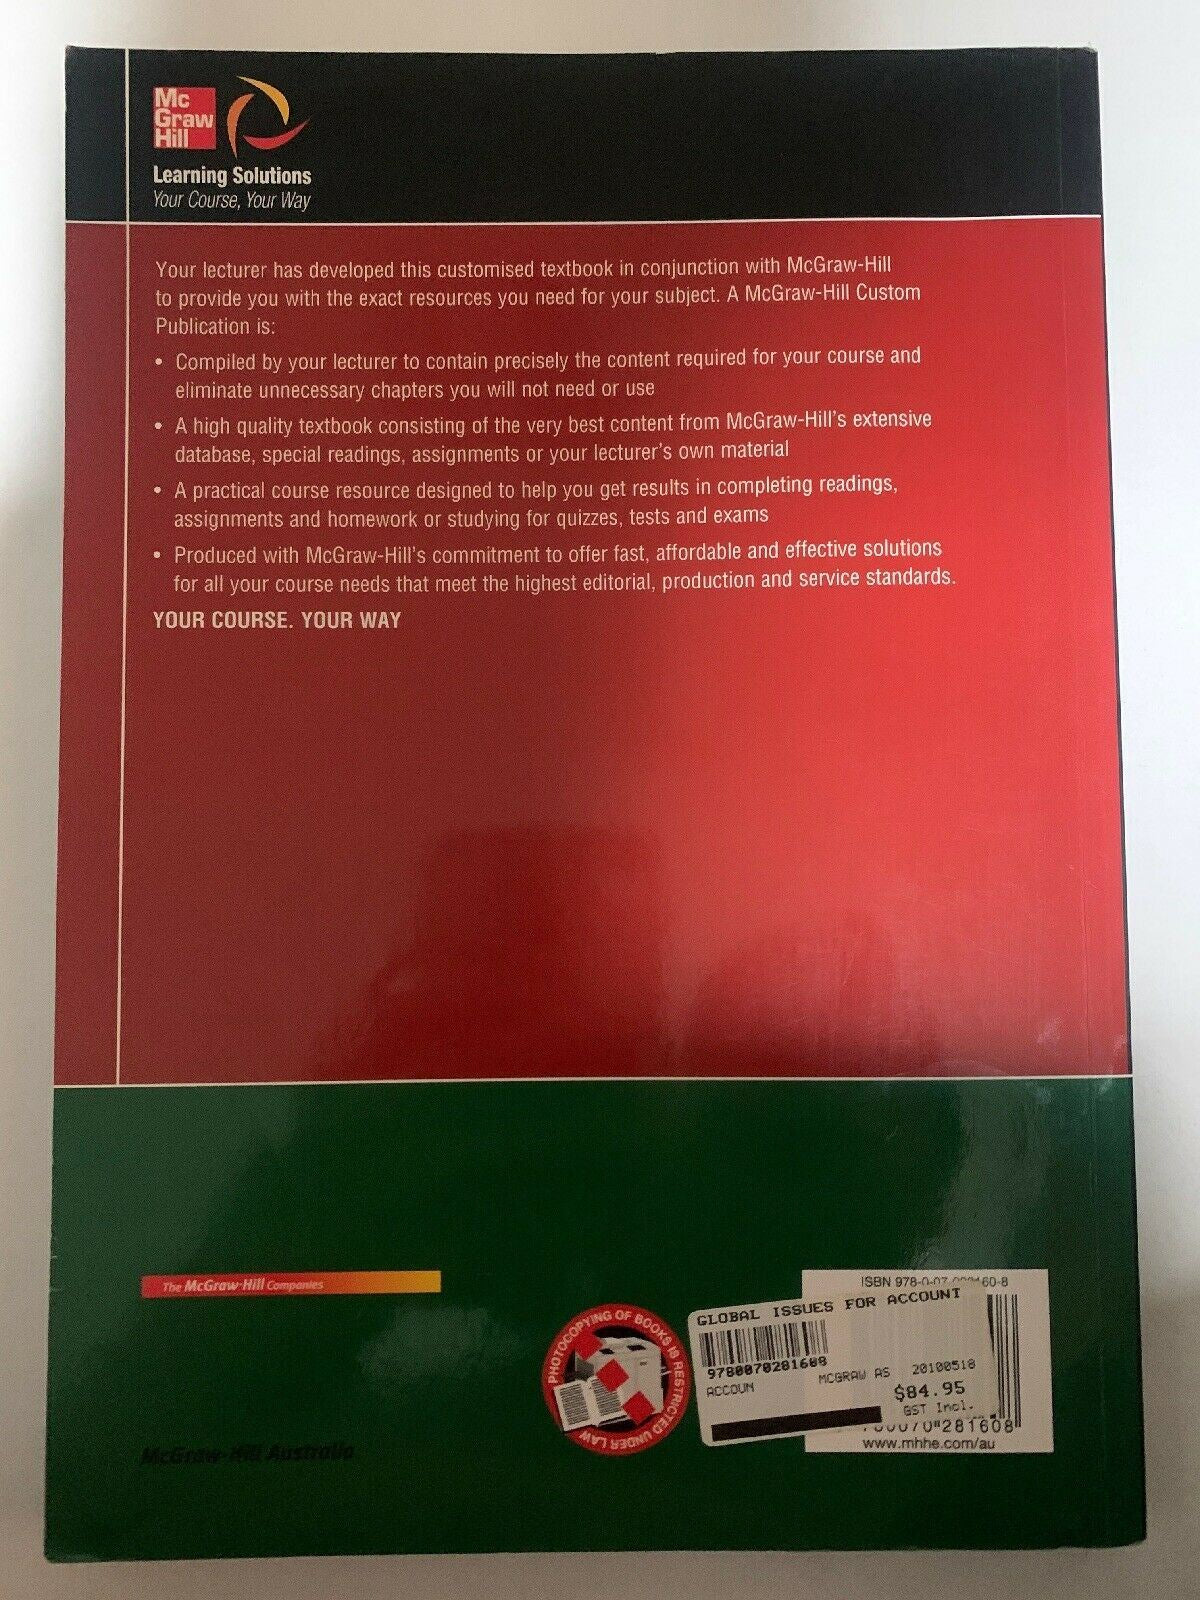 Mc
Graw
Hill
Learning Solutions
Your Course, Your Way
Your lecturer has developed this customised textbook in conjunction with McGraw-Hill
to provide you with the exact resources you need for your subject. A McGraw-Hill Custom
Publication is:
• Compiled by your lecturer to contain precisely the content required for your course and
eliminate unnecessary chapters you will not need or use
• A high quality textbook consisting of the very best content from McGraw-Hill's extensive
database, special readings, assignments or your lecturer's own material
• A practical course resource designed to help you get results in completing readings,
assignments and homework or studying for quizzes, tests and exams
• Produced with McGraw-Hill's commitment to offer fast, affordable and effective solutions
for all your course needs that meet the highest editorial, production and service standards.
YOUR COURSE. YOUR WAY
The McGraw-Hill Companies
McGraw-Hill Australia
PHOTOCOPYING OF BOOKS IS RESTRICTED UNDER LAW
ISBN
GLOBAL ISSUES FOR ACCOUNT
9780070281608
ACCOUN MCGRAW AS 20100518
$84.95
GST Incl.
281608
www.mhhe.com/au